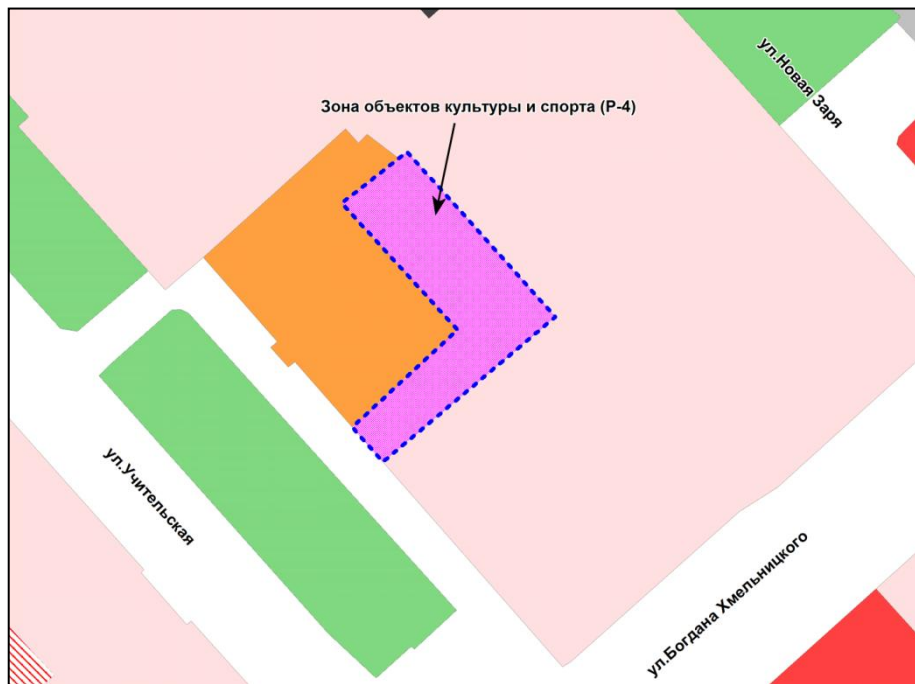 ул.Новая Заря
Зона объектов культуры и спорта (Р-4)
ул.Учительская
ул.Богдана Хмельницкого